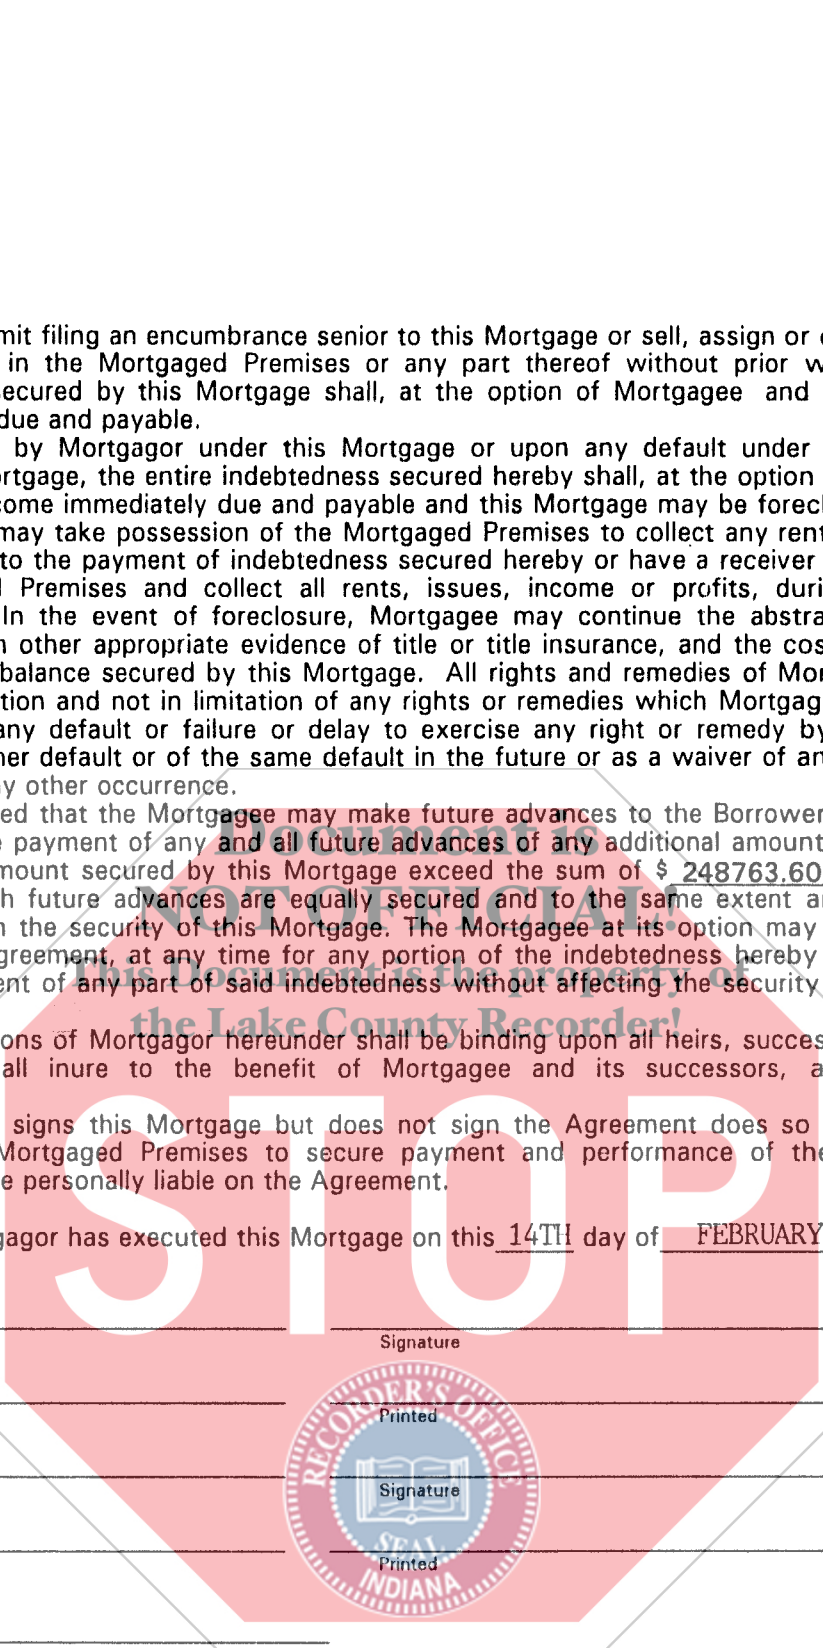 mit filing an encumbrance senior to this Mortgage or sell, assign or
in the Mortgaged Premises or any part thereof without prior w
ecured by this Mortgage shall, at the option of Mortgagee and
due and payable.
by Mortgagor under this Mortgage or upon any default under
rtgage, the entire indebtedness secured hereby shall, at the option
come immediately due and payable and this Mortgage may be forecl
may take possession of the Mortgaged Premises to collect any rent
to the payment of indebtedness secured hereby or have a receiver
Premises and collect all rents, issues, income or profits, duri
In the event of foreclosure, Mortgagee may continue the abstra
other appropriate evidence of title or title insurance, and the cos
balance secured by this Mortgage. All rights and remedies of Mor
tion and not in limitation of any rights or remedies which Mortgag
any default or failure or delay to exercise any right or remedy by
her default or of the same default in the future or as a waiver of an
y other occurrence.
ed that the Mortgagee may make future advances to the Borrower
payment of any and all future advances of any additional amount
Document is
mount secured by this Mortgage exceed the sum of $ 248763.60
h future advances are equally secured and to the same extent a
NOT OFFICIAL!
the security of this Mortgage. The Mortgagee at its option may
greement, at any time for any portion of the indebtedness hereby
This Document is the property of
ent of any part of said indebtedness without affecting the security
the Lake County Recorder!
ons of Mortgagor hereunder shall be binding upon all heirs, succes
all inure to the benefit of Mortgagee and its successors, a
signs this Mortgage but does not sign the Agreement does so
Mortgaged Premises to secure payment and performance of the
e personally liable on the Agreement.
STOP
gagor has executed this Mortgage on this 14TH day of FEBRUARY
Signature
RECORDER'S OFFICE
Printed
Signature
SEAL
Printed
INDIANA